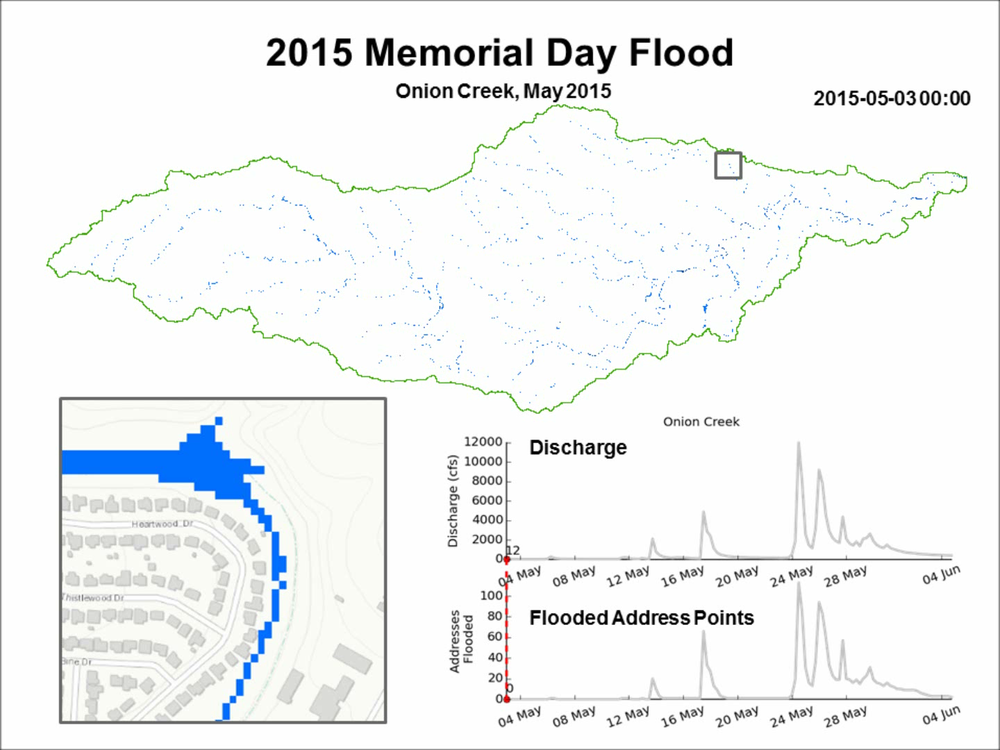 2015 Memorial Day Flood
Onion Creek, May 2015
2015-05-03 00:00
Heartwood Dr
Thistlewood Dr
Bine Dr
Onion Creek
Discharge
Discharge (cfs)
12000
10000
8000
6000
4000
2000
0
12
04 May
08 May
12 May
16 May
20 May
24 May
28 May
04 Jun
Flooded Address Points
Addresses
Flooded
100
80
60
40
20
0
0
04 May
08 May
12 May
16 May
20 May
24 May
28 May
04 Jun